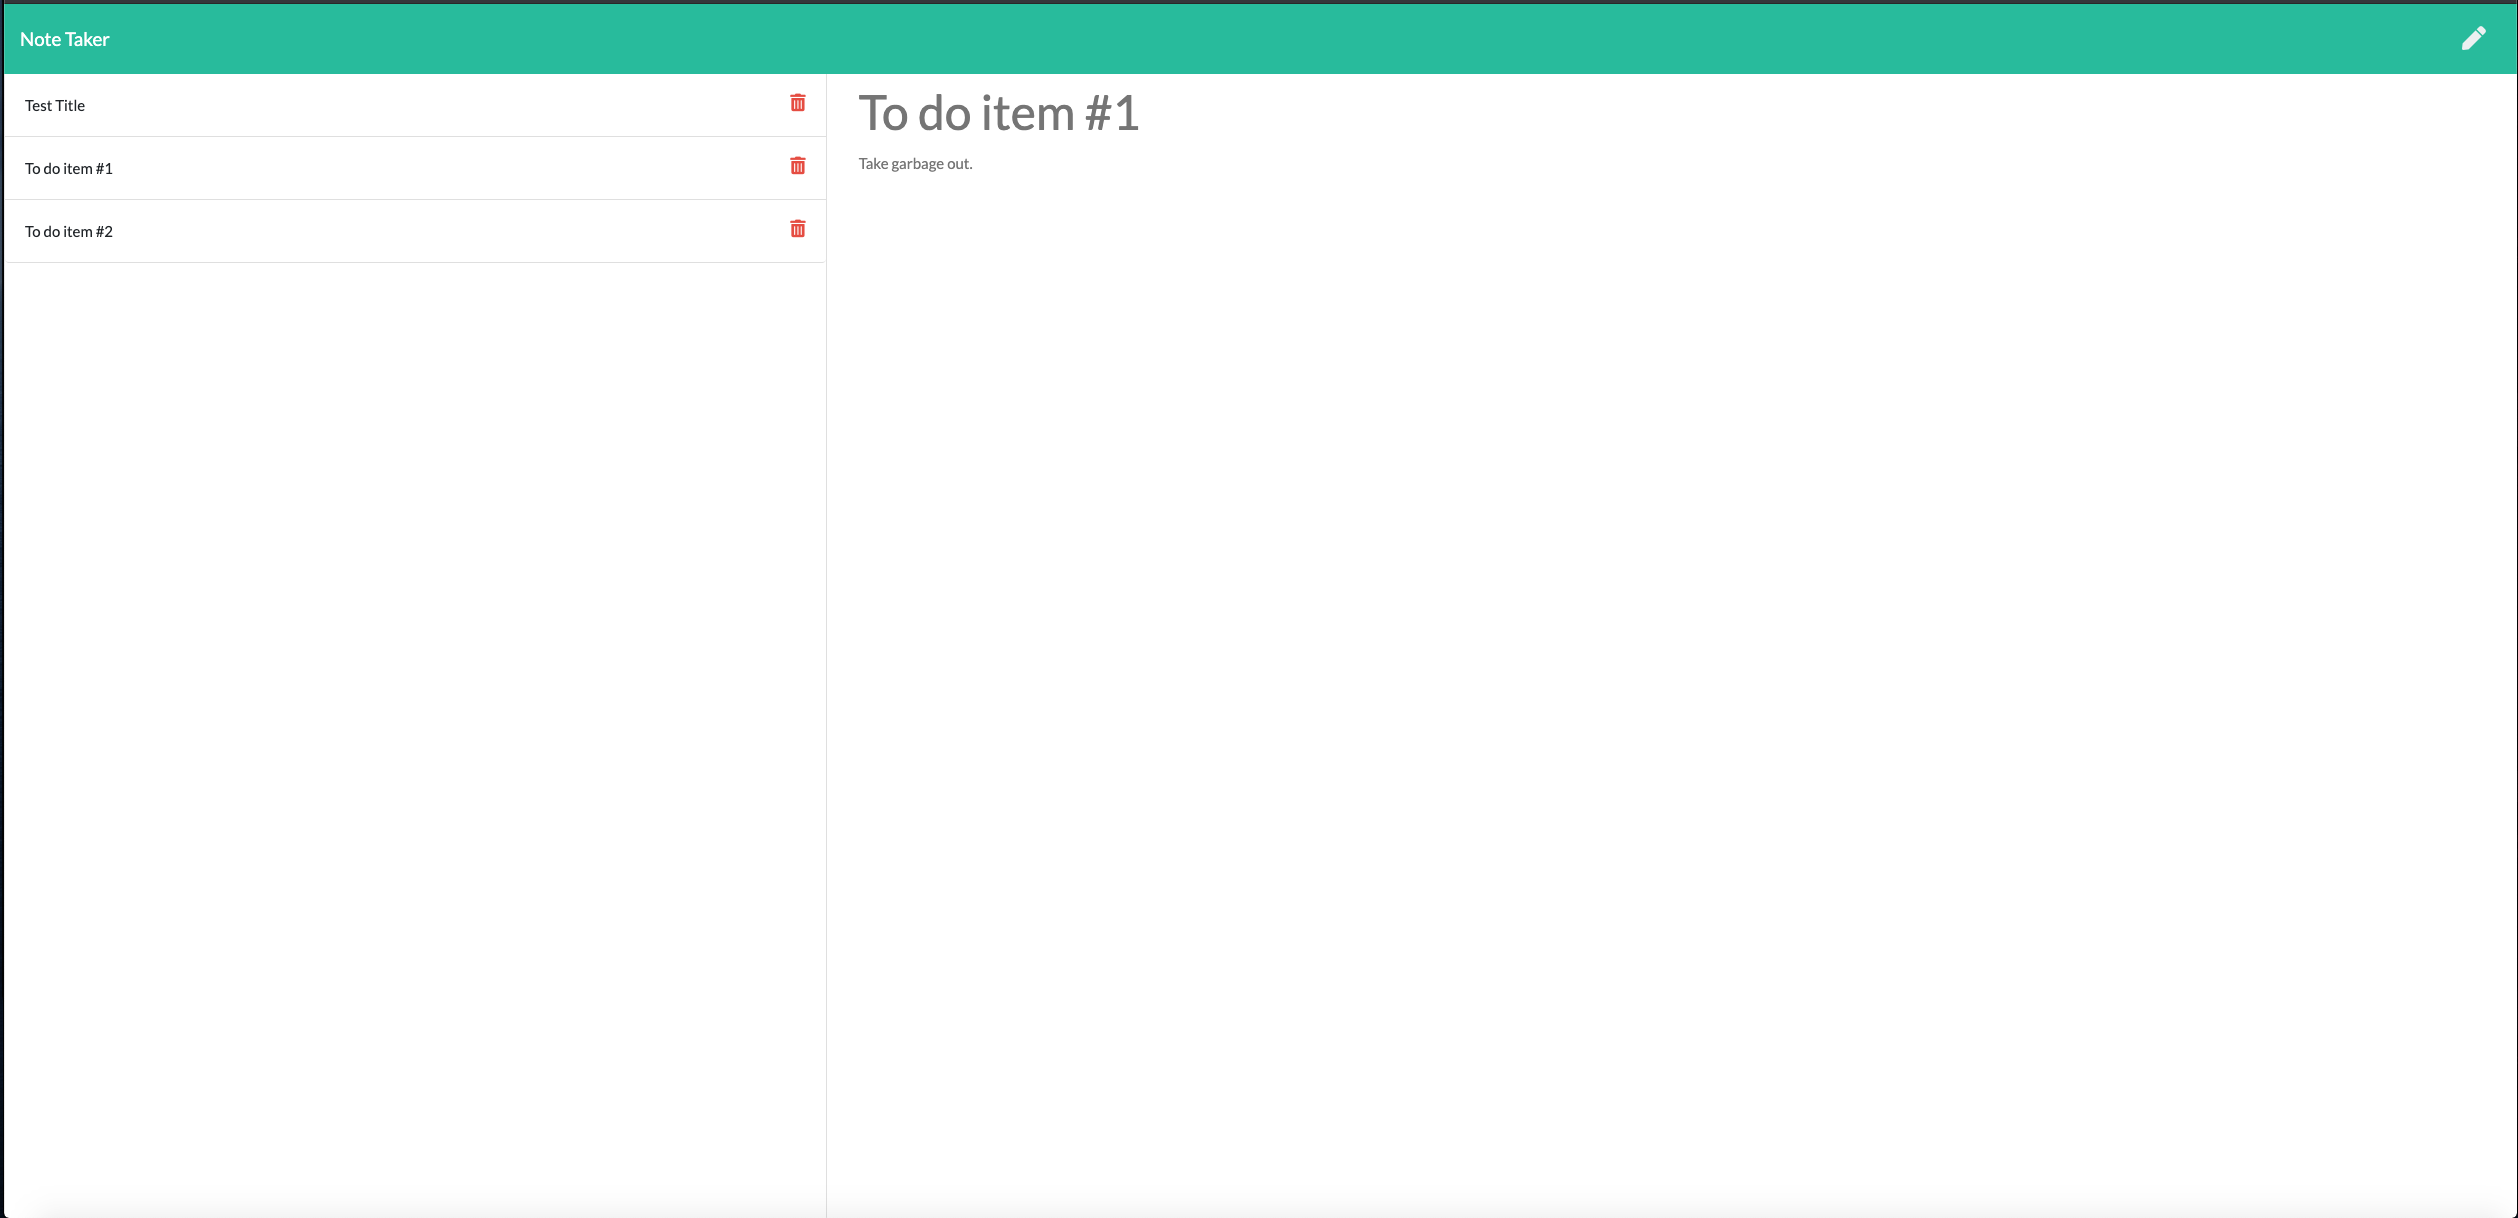 Note Taker
Test Title
To do item #1
To do item #2
To do item #1
Take garbage out.